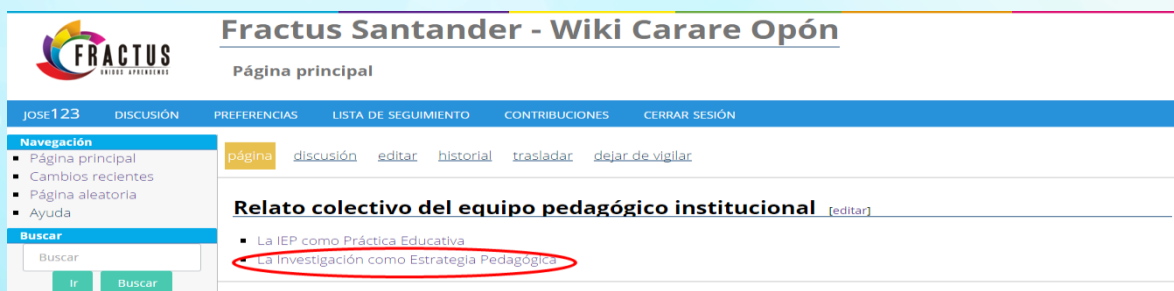 FRACTUS
UNIDOS APRENDEMOS
Fractus Santander - Wiki Carare Opón
Página principal
JOSE123 DISCUSIÓN PREFERENCIAS LISTA DE SEGUIMIENTO CONTRIBUCIONES CERRAR SESIÓN
Navegación
Página principal
Cambios recientes
Página aleatoria
Ayuda
Buscar
Buscar
Ir Buscar
página discusión editar historial trasladar dejar de vigilar
Relato colectivo del equipo pedagógico institucional [editar]
La IEP como Práctica Educativa
La Investigación como Estrategia Pedagógica